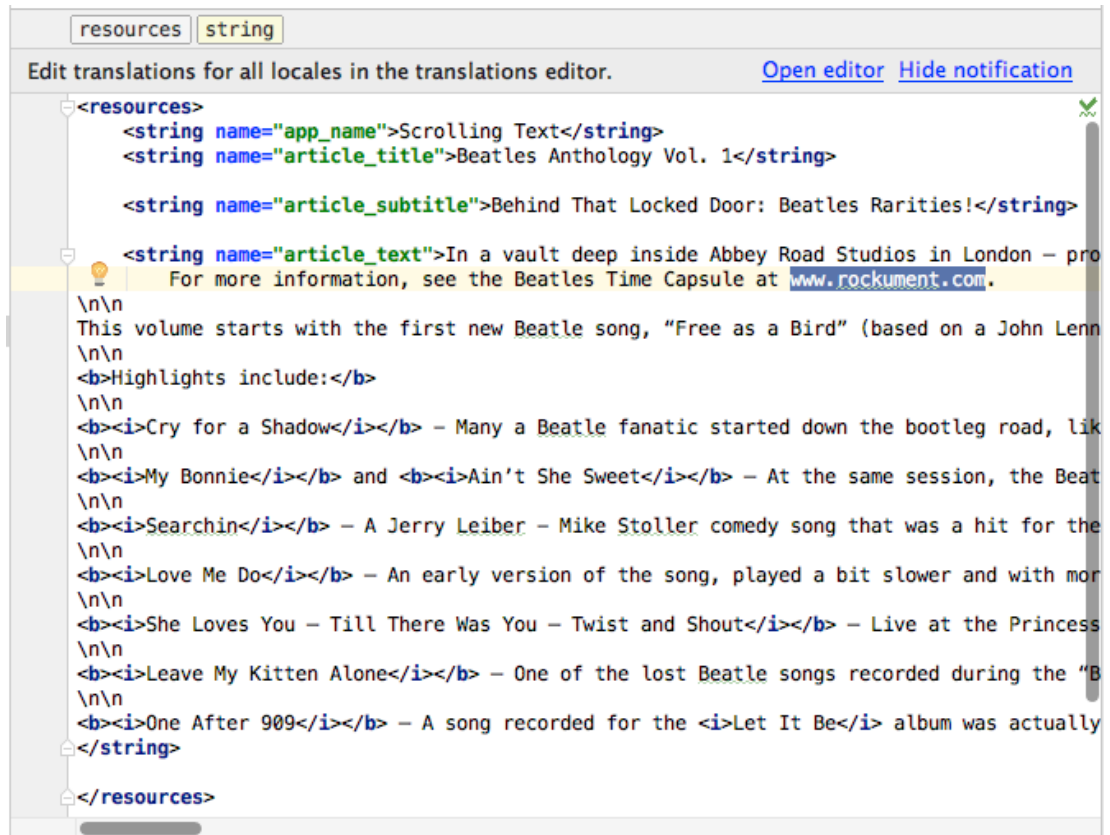 resources string
Edit translations for all locales in the translations editor. Open editor Hide notification
<resources>
<string name="app_name">Scrolling Text</string>
<string name="article_title">Beatles Anthology Vol. 1</string>
<string name="article_subtitle">Behind That Locked Door: Beatles Rarities!</string>
<string name="article_text">In a vault deep inside Abbey Road Studios in London – pro
For more information, see the Beatles Time Capsule at www.rockument.com.
\n\n
This volume starts with the first new Beatle song, “Free as a Bird” (based on a John Lenn
\n\n
<b>Highlights include:</b>
\n\n
<b><i>Cry for a Shadow</i></b> – Many a Beatle fanatic started down the bootleg road, lik
\n\n
<b><i>My Bonnie</i></b> and <b><i>Ain’t She Sweet</i></b> – At the same session, the Beat
\n\n
<b><i>Searchin</i></b> – A Jerry Leiber – Mike Stoller comedy song that was a hit for the
\n\n
<b><i>Love Me Do</i></b> – An early version of the song, played a bit slower and with mor
\n\n
<b><i>She Loves You – Till There Was You – Twist and Shout</i></b> – Live at the Princess
\n\n
<b><i>Leave My Kitten Alone</i></b> – One of the lost Beatle songs recorded during the “B
\n\n
<b><i>One After 909</i></b> – A song recorded for the <i>Let It Be</i> album was actually
</string>
</resources>